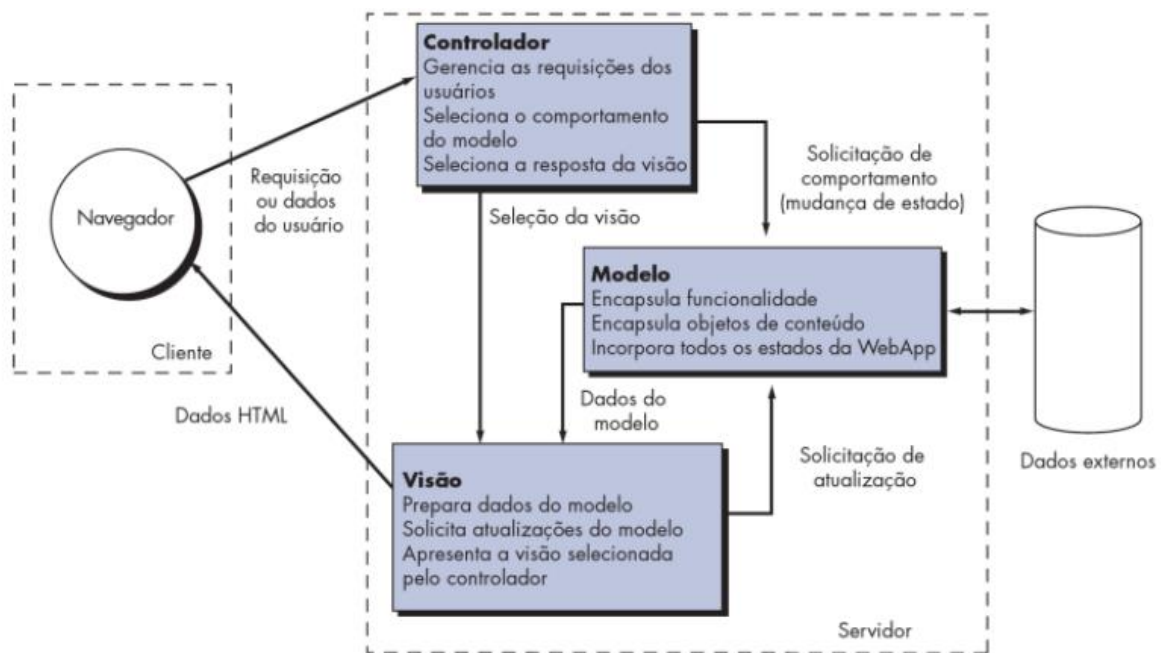 Controlador
Gerencia as requisições dos
usuários
Seleciona o comportamento
do modelo
Seleciona a resposta da visão
Navegador
Requisição
ou dados
do usuário
Solicitação de
comportamento
(mudança de estado)
Seleção da visão
Modelo
Encapsula funcionalidade
Encapsula objetos de conteúdo
Incorpora todos os estados da WebApp
Cliente
Dados HTML
Dados do
modelo
Solicitação de
atualização
Dados externos
Visão
Prepara dados do modelo
Solicita atualizações do modelo
Apresenta a visão selecionada
pelo controlador
Servidor